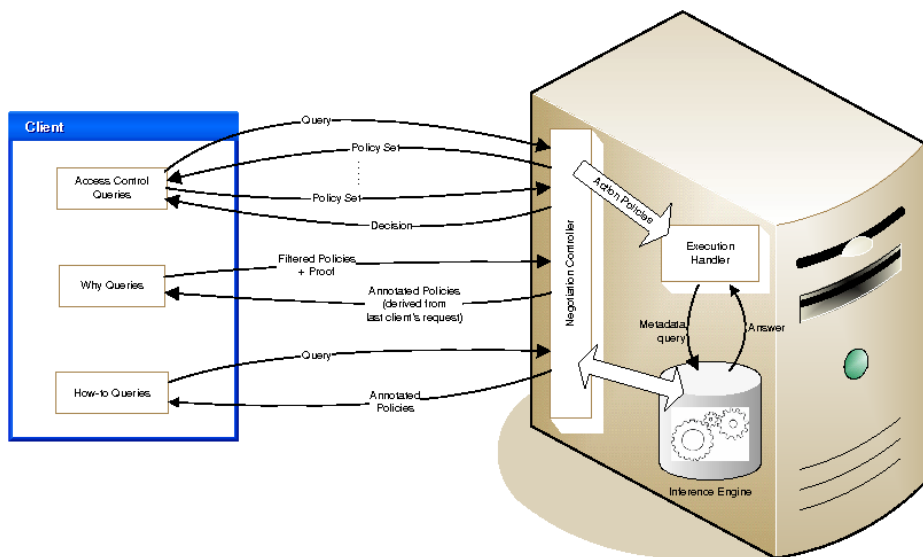 Client
Query
Policy Set
Access Control
Queries
Policy Set
Decision
Filtered Policies
+ Proof
Why Queries
Annotated Policies
(derived from
last client's request)
Query
How-to Queries
Annotated
Policies
Negotiation Controller
Action Policies
Execution
Handler
Metadata
query
Answer
Inference Engine